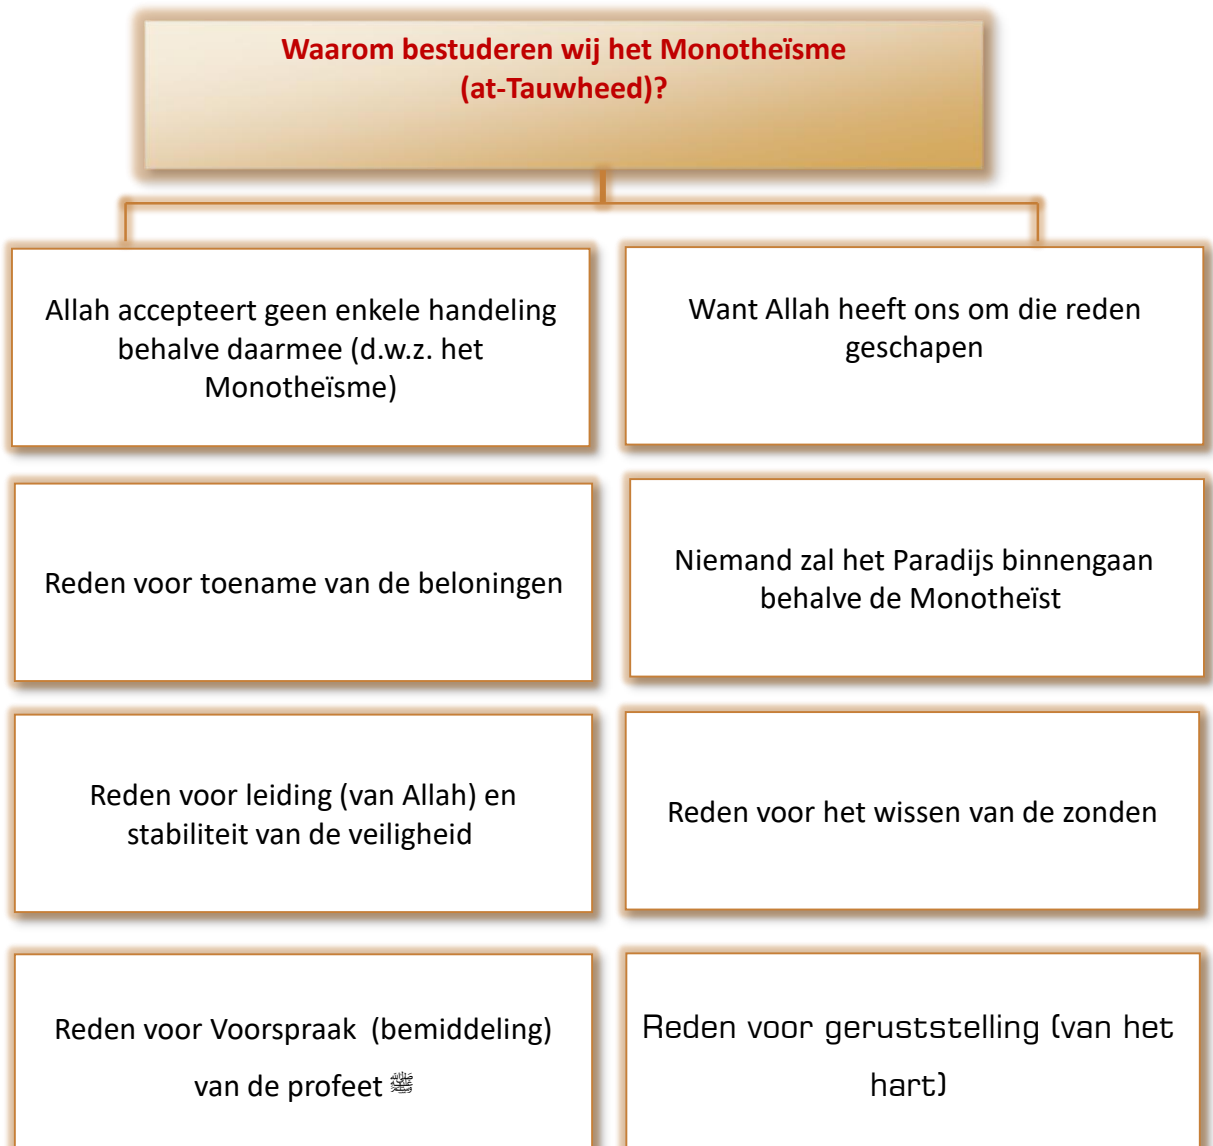 Waarom bestuderen wij het Monotheïsme
(at-Tauwheed)?
Allah accepteert geen enkele handeling
behalve daarmee (d.w.z. het
Monotheïsme)
Want Allah heeft ons om die reden
geschapen
Reden voor toename van de beloningen
Niemand zal het Paradijs binnengaan
behalve de Monotheïst
Reden voor leiding (van Allah) en
stabiliteit van de veiligheid
Reden voor het wissen van de zonden
Reden voor Voorspraak (bemiddeling)
van de profeet ﷺ
Reden voor geruststelling (van het
hart)